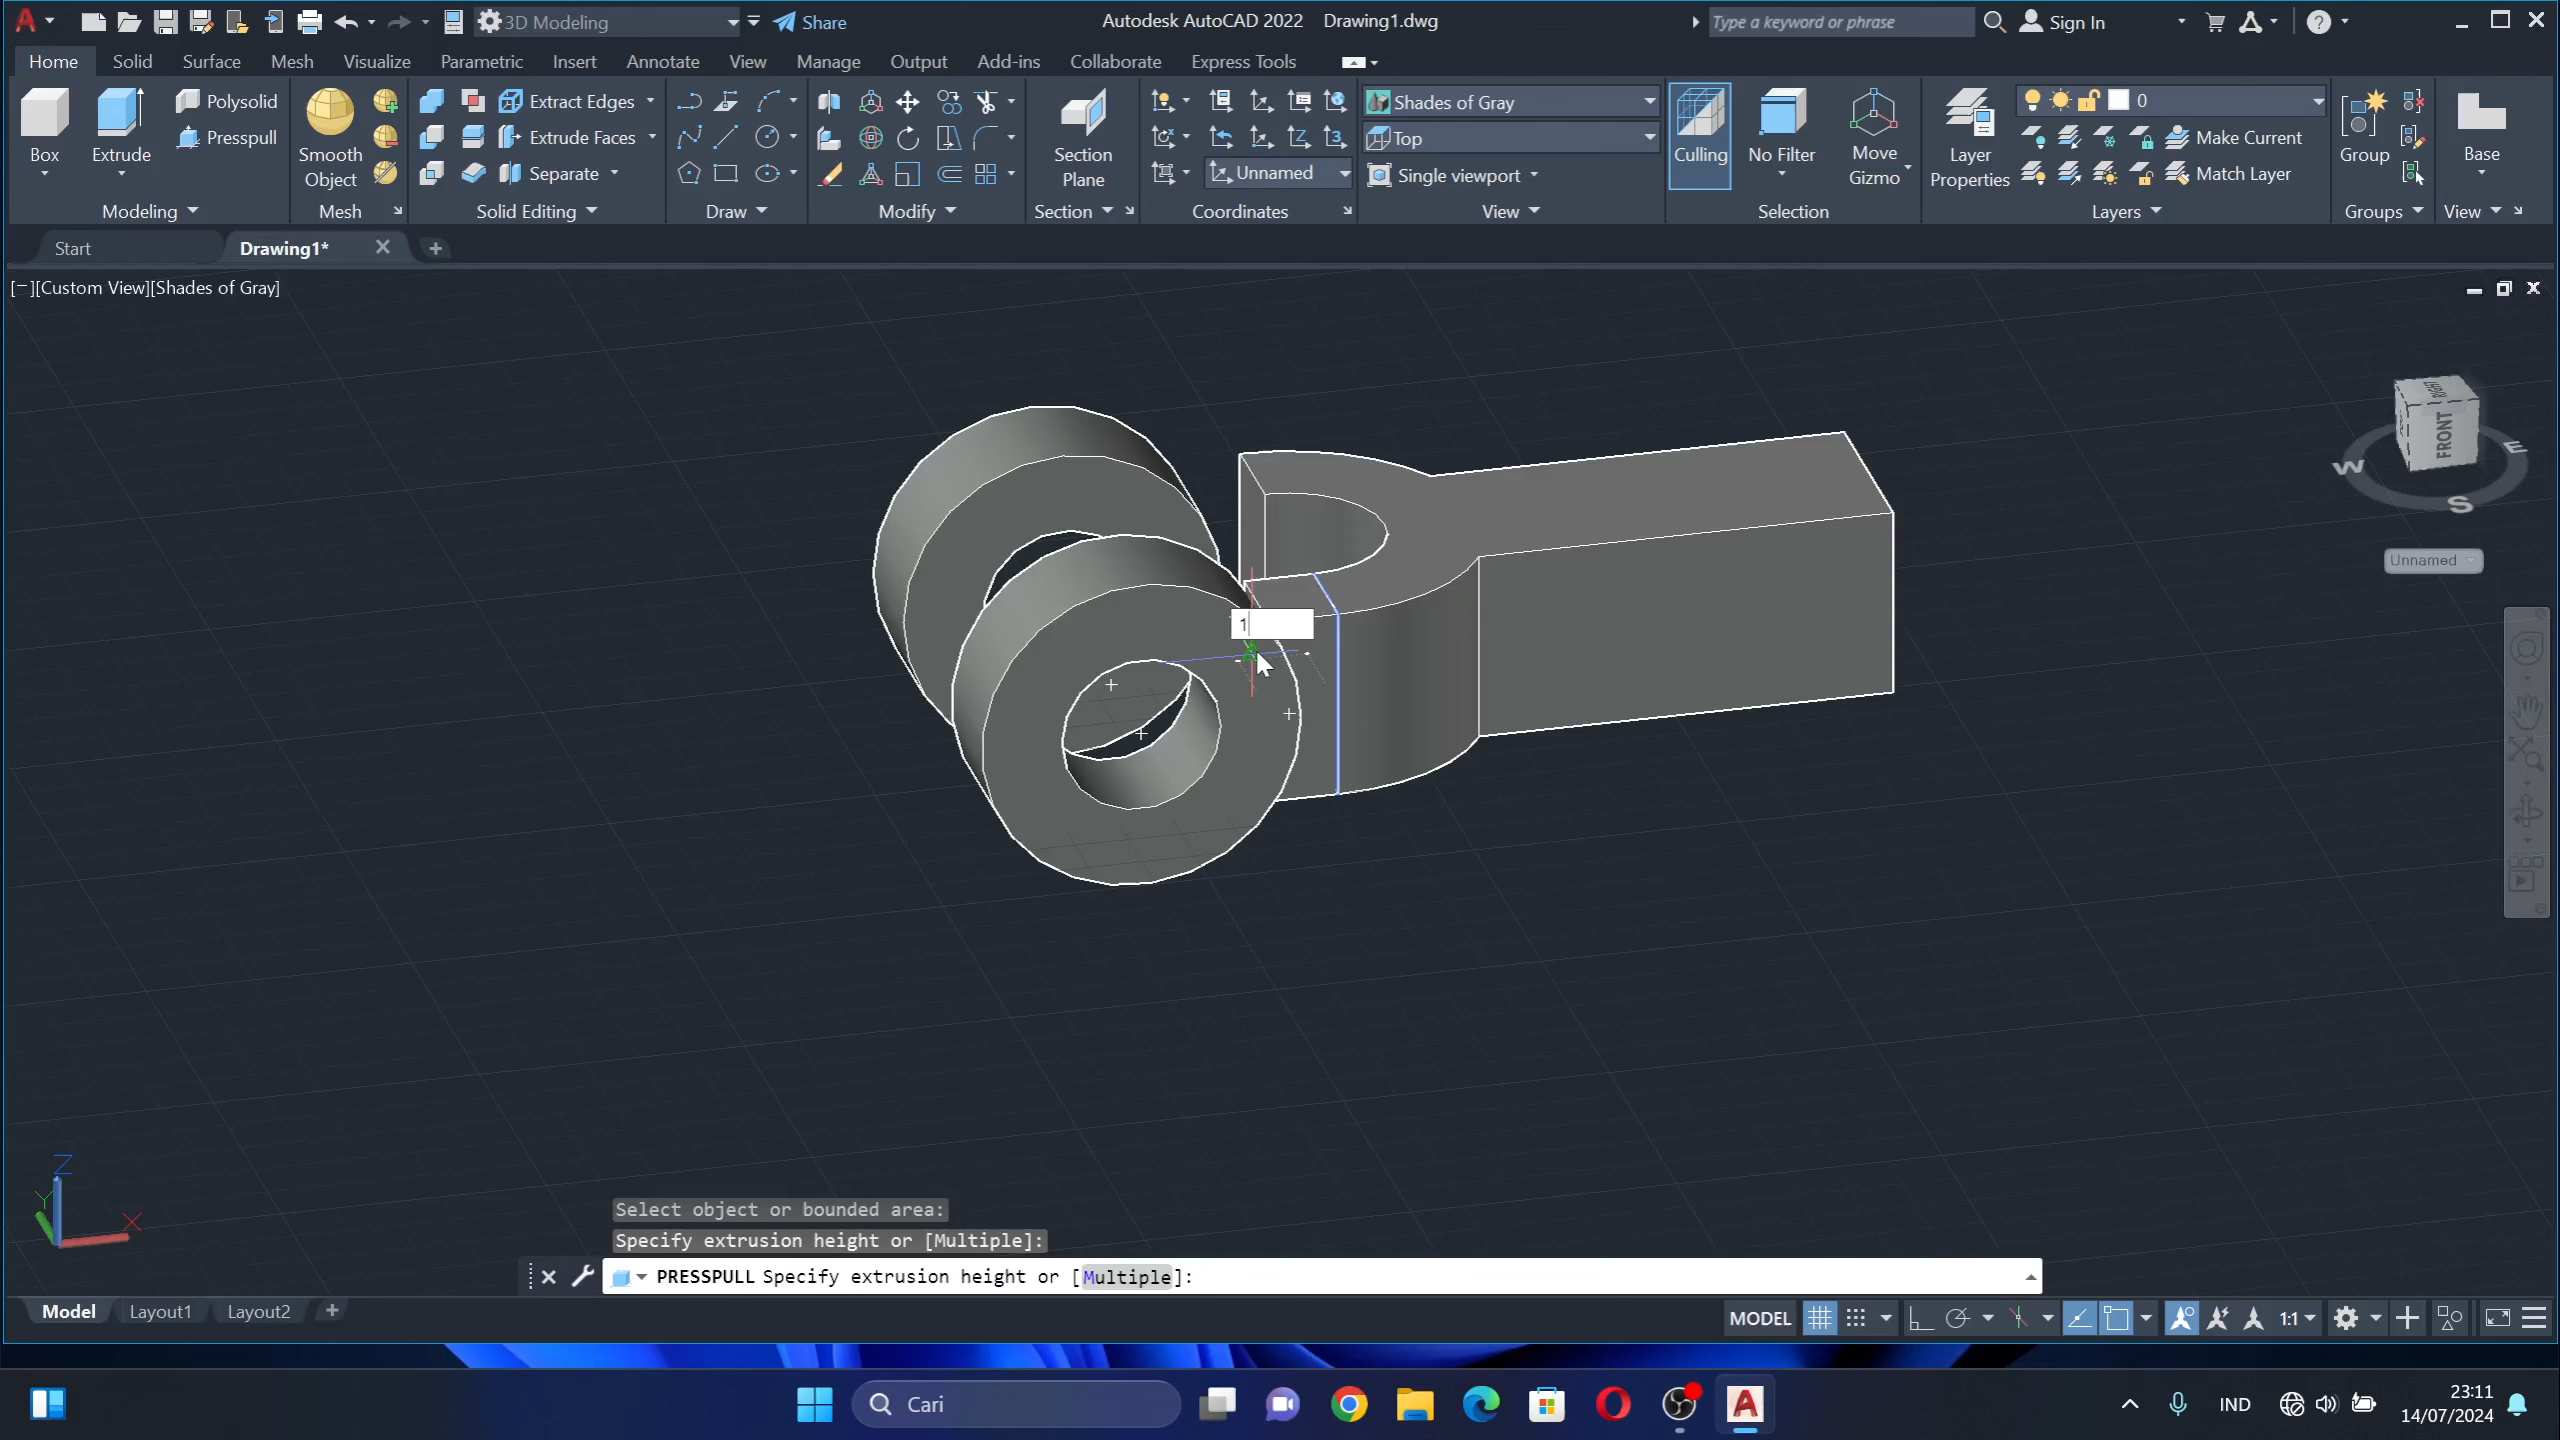 3D Modeling
Share
Autodesk AutoCAD 2022 Drawing1.dwg
Type a keyword or phrase
Sign In
Home Solid Surface Mesh Visualize Parametric Insert Annotate View Manage Output Add-ins Collaborate Express Tools
Box
Extrude
Polysolid
Presspull
Modeling
Smooth
Object
Mesh
Extract Edges
Extrude Faces
Separate
Solid Editing
Draw
Modify
Section
Plane
Section
Unnamed
Coordinates
Shades of Gray
Top
Single viewport
View
Culling
No Filter
Move
Gizmo
Selection
Layer
Properties
0
Make Current
Match Layer
Layers
Group
Groups
Base
View
Start
Drawing1*
[−][Custom View][Shades of Gray]
RIGHT
FRONT
W
E
S
Unnamed
1
Z
Y
X
Select object or bounded area:
Specify extrusion height or [Multiple]:
PRESSPULL Specify extrusion height or [Multiple]:
Model Layout1 Layout2
MODEL
1:1
Cari
IND
23:11
14/07/2024